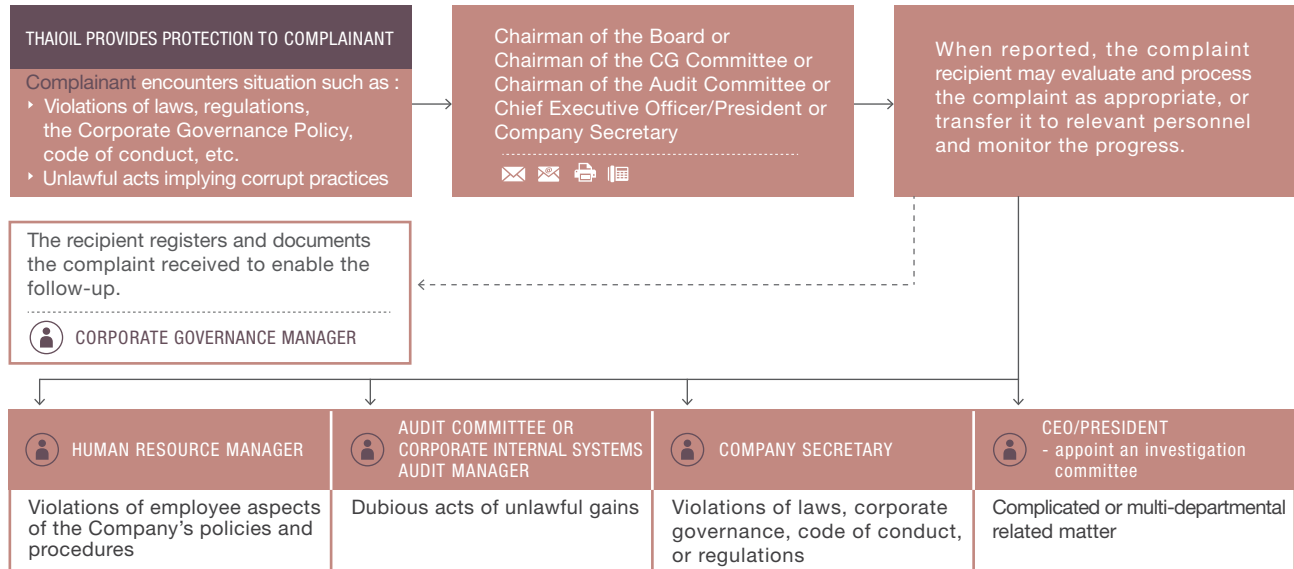 THAIOIL PROVIDES PROTECTION TO COMPLAINANT
Complainant encounters situation such as :
‣ Violations of laws, regulations,
the Corporate Governance Policy,
code of conduct, etc.
‣ Unlawful acts implying corrupt practices
Chairman of the Board or
Chairman of the CG Committee or
Chairman of the Audit Committee or
Chief Executive Officer/President or
Company Secretary
When reported, the complaint
recipient may evaluate and process
the complaint as appropriate, or
transfer it to relevant personnel
and monitor the progress.
The recipient registers and documents
the complaint received to enable the
follow-up.
CORPORATE GOVERNANCE MANAGER
HUMAN RESOURCE MANAGER
Violations of employee aspects
of the Company's policies and
procedures
AUDIT COMMITTEE OR
CORPORATE INTERNAL SYSTEMS
AUDIT MANAGER
Dubious acts of unlawful gains
COMPANY SECRETARY
Violations of laws, corporate
governance, code of conduct,
or regulations
CEO/PRESIDENT
- appoint an investigation
committee
Complicated or multi-departmental
related matter